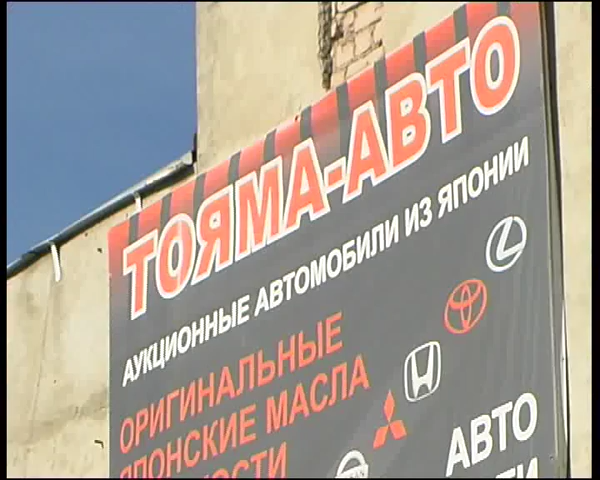 ТОЯМА-АВТО
АУКЦИОННЫЕ АВТОМОБИЛИ ИЗ ЯПОНИИ
ОРИГИНАЛЬНЫЕ
ЯПОНСКИЕ МАСЛА
АВТО